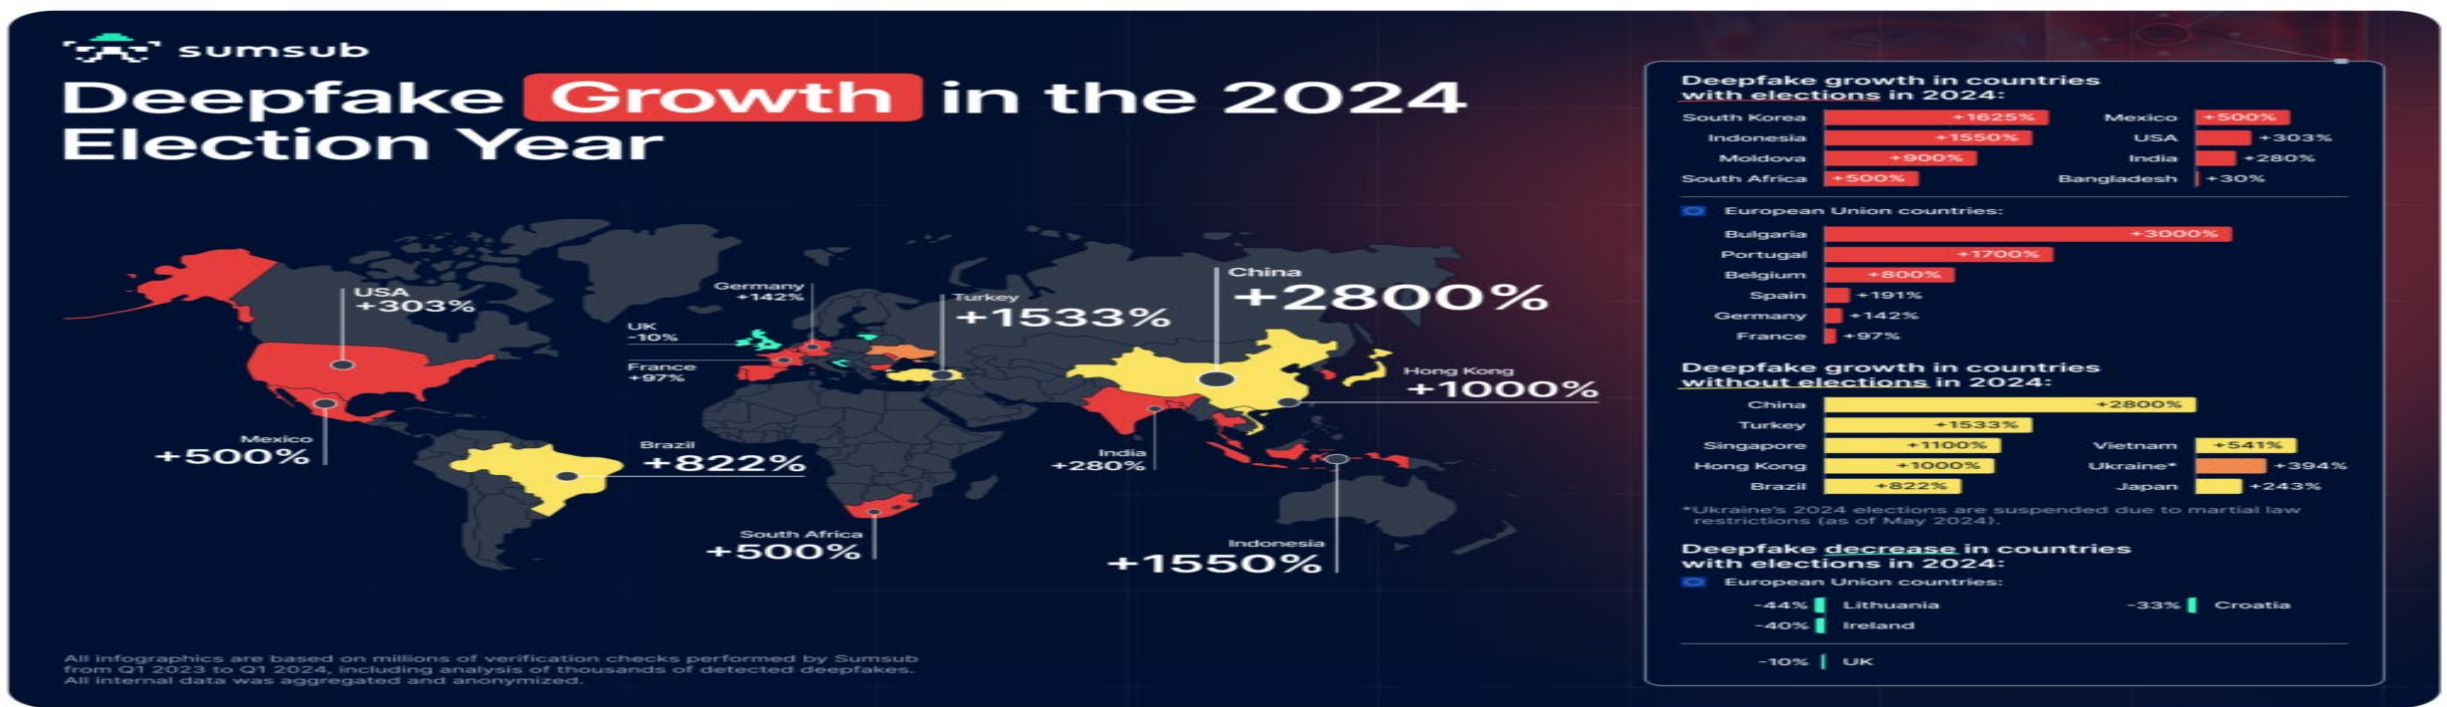 sumsub
Deepfake Growth in the 2024
Election Year
USA
+303%
Mexico
+500%
Brazil
+822%
UK
-10%
France
+97%
Germany
+142%
Turkey
+1533%
China
+2800%
Hong Kong
+1000%
India
+280%
South Africa
+500%
Indonesia
+1550%
All infographics are based on millions of verification checks performed by Sumsub
from Q1 2023 to Q1 2024, including analysis of thousands of detected deepfakes.
All internal data was aggregated and anonymized.
Deepfake growth in countries
with elections in 2024:
South Korea +1625% Mexico +500%
Indonesia +1550% USA +303%
Moldova +900% India +280%
South Africa +500% Bangladesh +30%
European Union countries:
Bulgaria +3000%
Portugal +1700%
Belgium +800%
Spain +191%
Germany +142%
France +97%
Deepfake growth in countries
without elections in 2024:
China +2800%
Turkey +1533%
Singapore +1100% Vietnam +541%
Hong Kong +1000% Ukraine* +394%
Brazil +822% Japan +243%
*Ukraine's 2024 elections are suspended due to martial law
restrictions (as of May 2024).
Deepfake decrease in countries
with elections in 2024:
European Union countries:
-44% Lithuania -33% Croatia
-40% Ireland
-10% UK